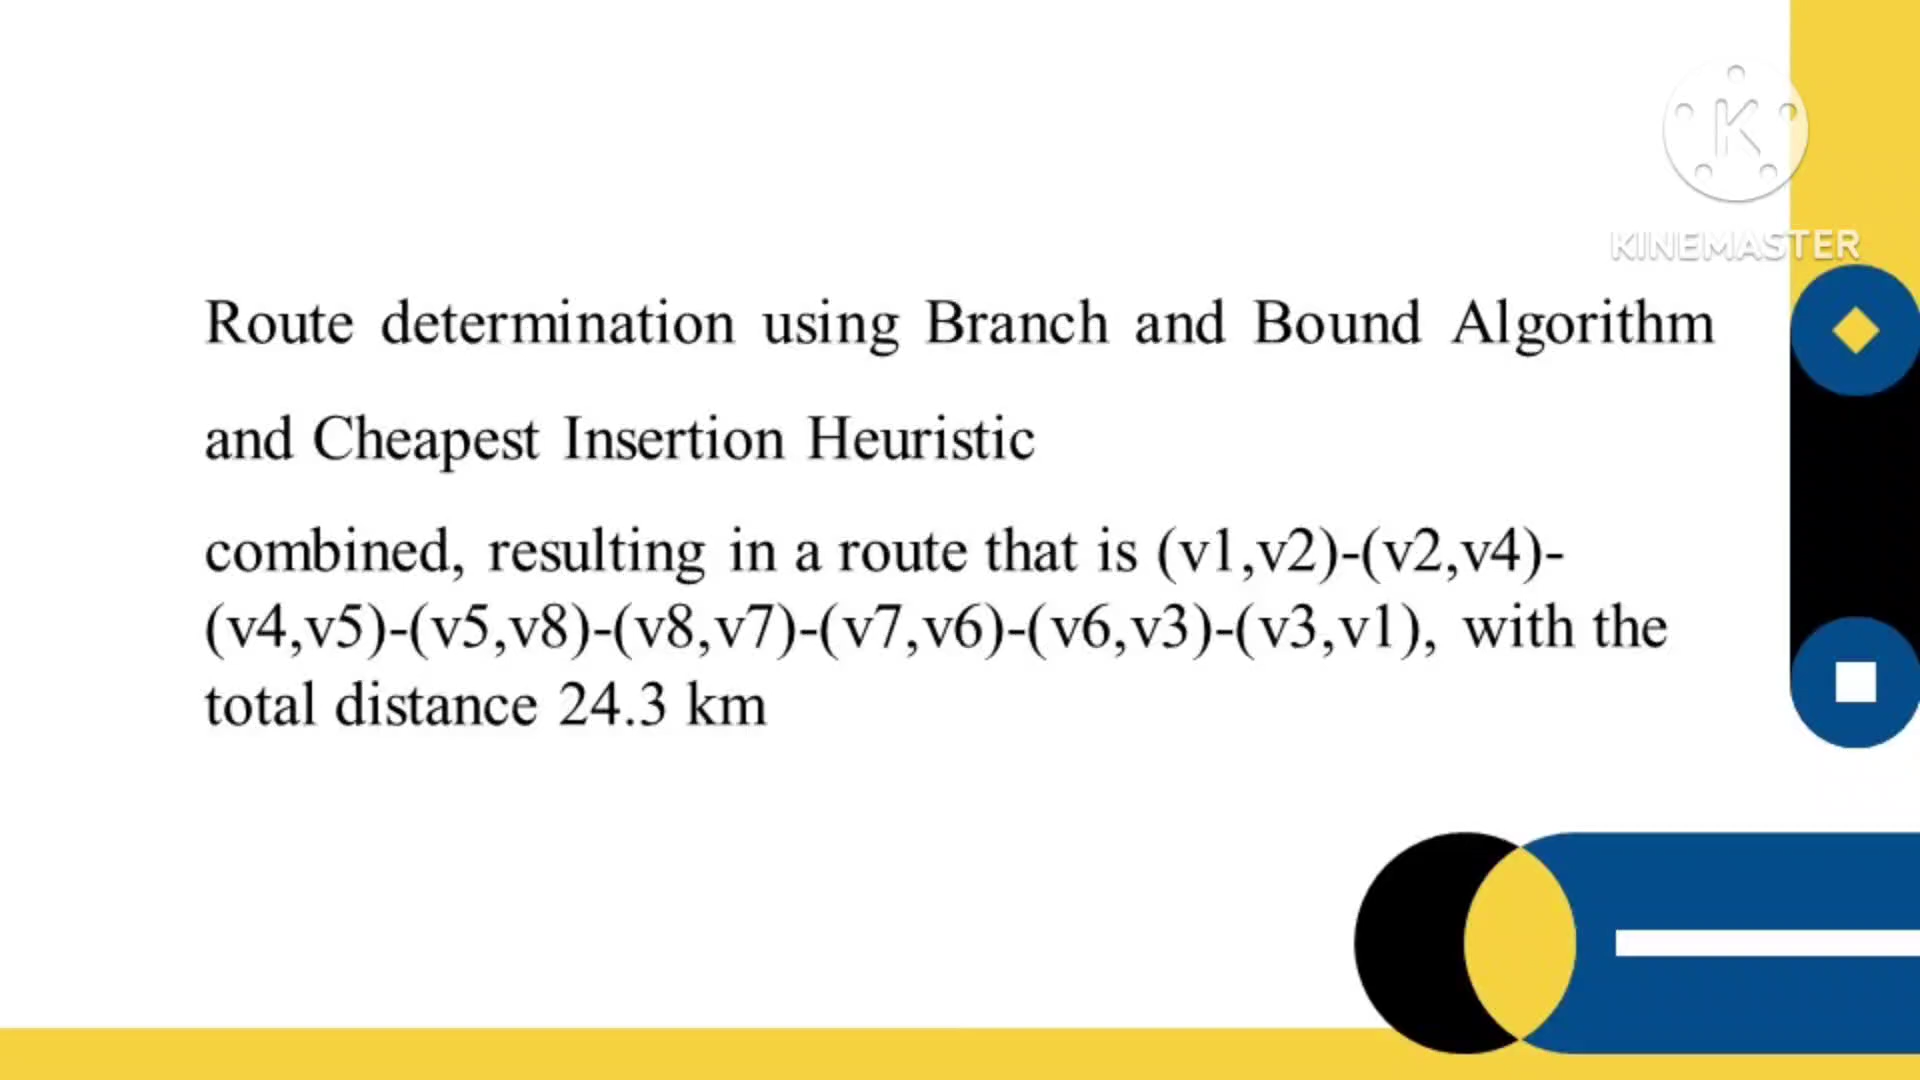 K
KINEMASTER
Route determination using Branch and Bound Algorithm
and Cheapest Insertion Heuristic
combined, resulting in a route that is (v1,v2)-(v2,v4)-
(v4,v5)-(v5,v8)-(v8,v7)-(v7,v6)-(v6,v3)-(v3,v1), with the
total distance 24.3 km